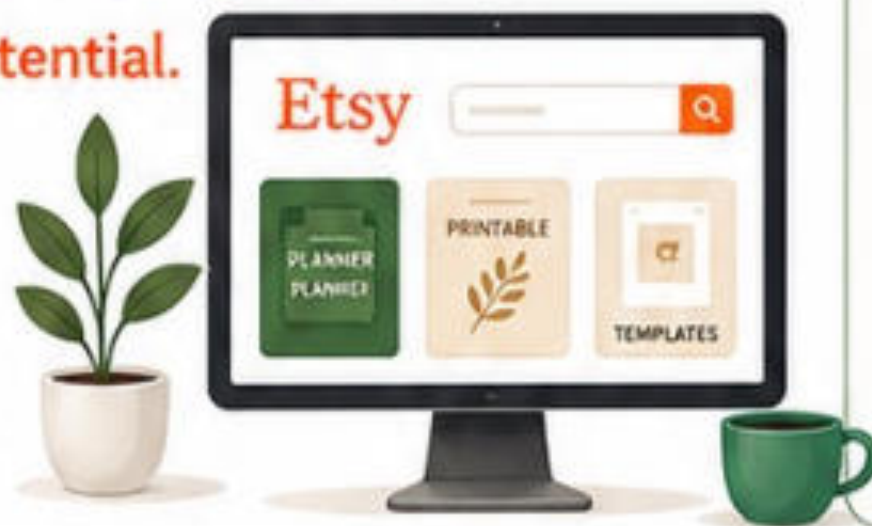 tential.
Etsy
PLANNER
PLANNER
PRINTABLE
TEMPLATES